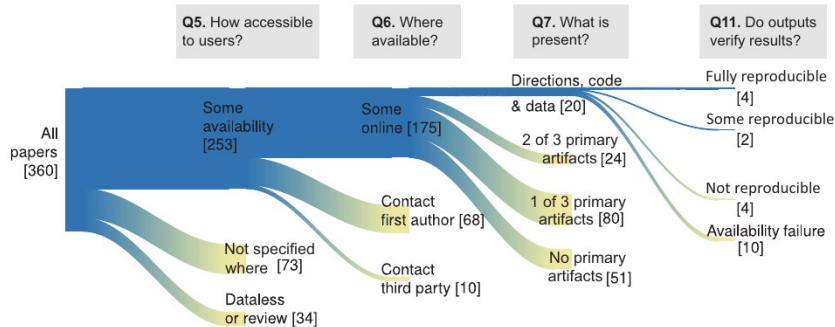 Q5. How accessible
to users?
Q6. Where
available?
Q7. What is
present?
Q11. Do outputs
verify results?
All
papers
[360]
Some
availability
[253]
Not specified
where [73]
Dataless
or review [34]
Some
online [175]
Contact
first author [68]
Contact
third party [10]
Directions, code
& data [20]
2 of 3 primary
artifacts [24]
1 of 3 primary
artifacts [80]
No primary
artifacts [51]
Fully reproducible
[4]
Some reproducible
[2]
Not reproducible
[4]
Availability failure
[10]